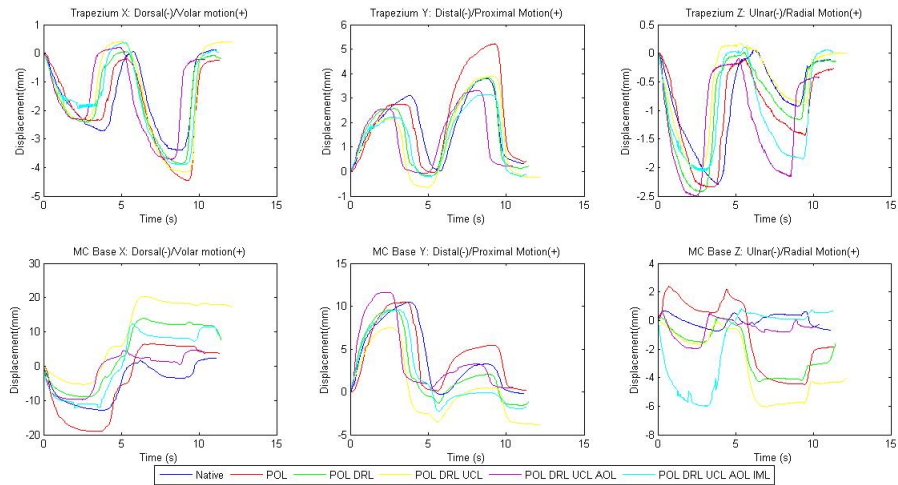 Trapezium X: Dorsal(-)/Volar motion(+)
Trapezium Y: Distal(-)/Proximal Motion(+)
Trapezium Z: Ulnar(-)/Radial Motion(+)
1
0
-1
-2
-3
-4
-5
Displacement(mm)
0 5 10 15
Time (s)
6
5
4
3
2
1
0
-1
Displacement(mm)
0 5 10 15
Time (s)
0.5
0
-0.5
-1
-1.5
-2
-2.5
Displacement(mm)
0 5 10 15
Time (s)
MC Base X: Dorsal(-)/Volar motion(+)
MC Base Y: Distal(-)/Proximal Motion(+)
MC Base Z: Ulnar(-)/Radial Motion(+)
30
20
10
0
-10
-20
Displacement(mm)
0 5 10 15
Time (s)
15
10
5
0
-5
Displacement(mm)
0 5 10 15
Time (s)
4
2
0
-2
-4
-6
-8
Displacement(mm)
0 5 10 15
Time (s)
Native POL POL DRL POL DRL UCL POL DRL UCL AOL POL DRL UCL AOL IML